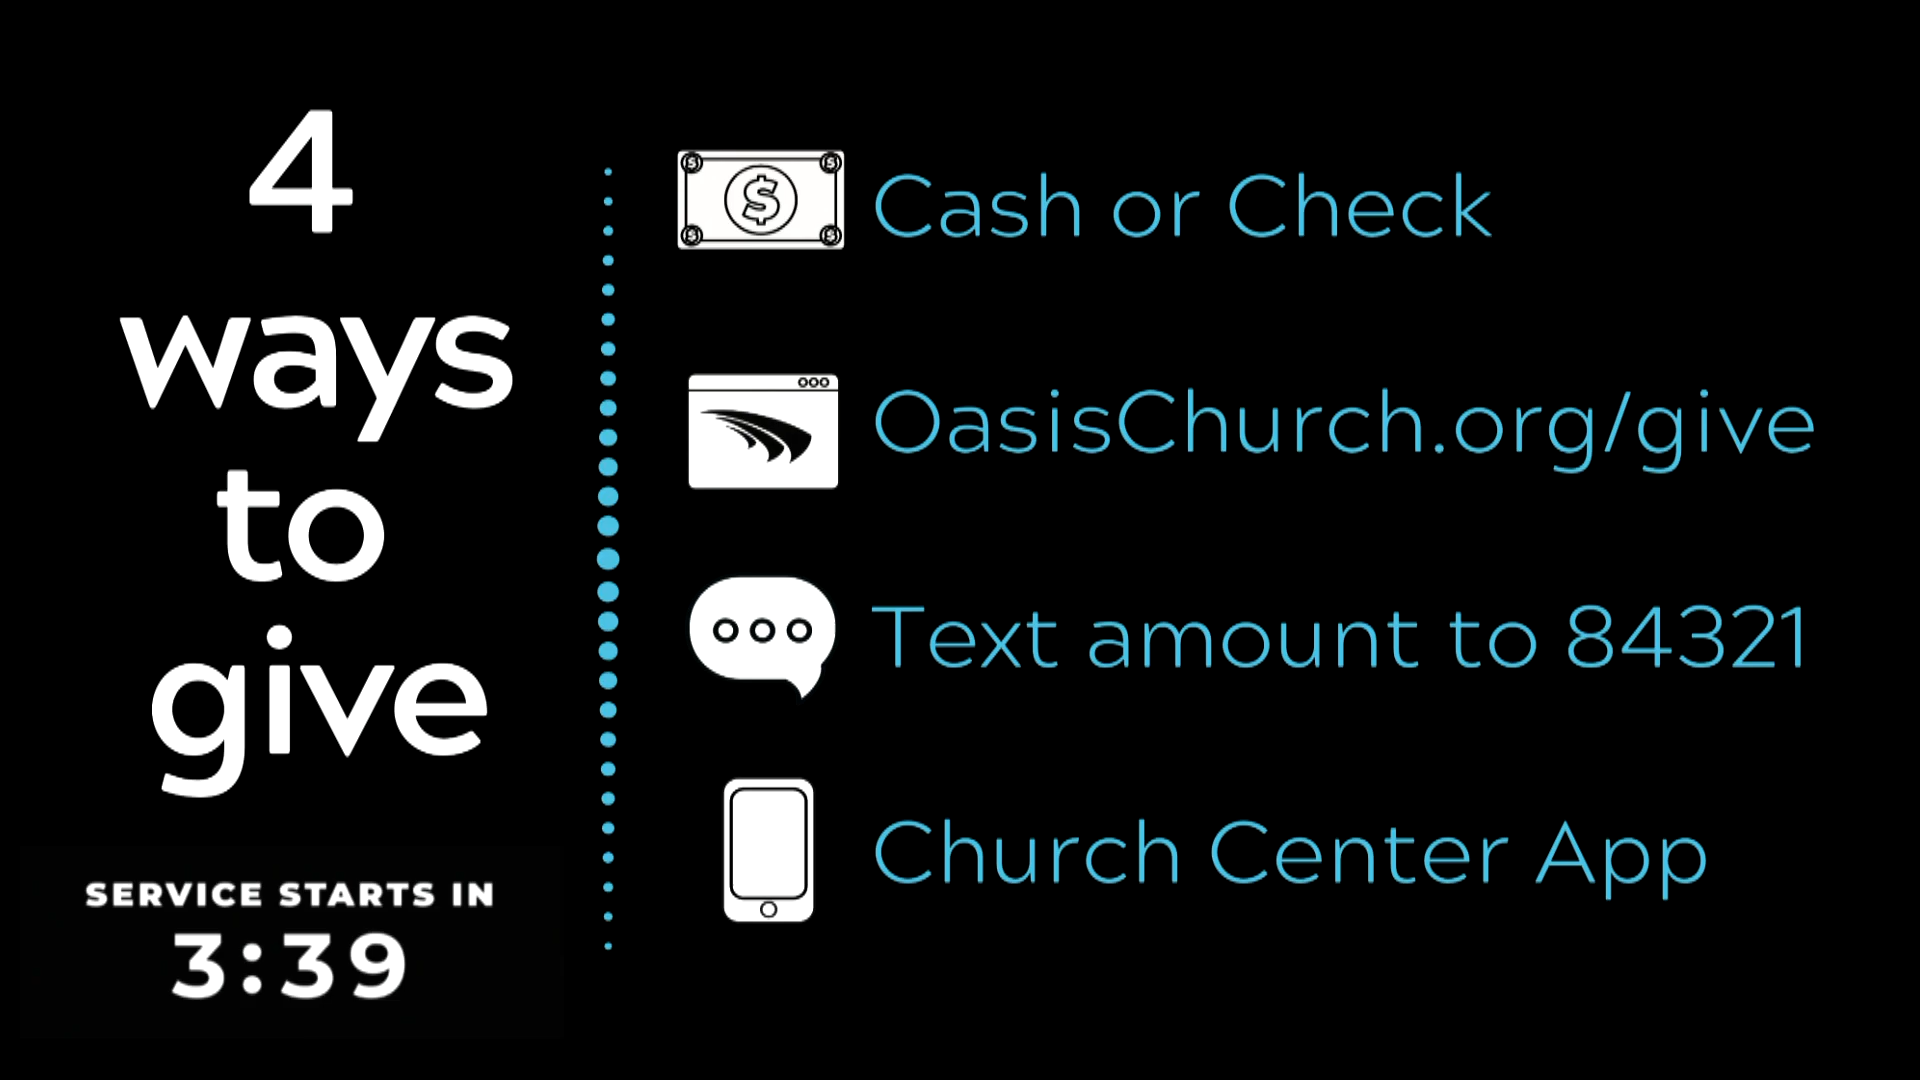 4
ways
to
give
SERVICE STARTS IN
3:39
Cash or Check
OasisChurch.org/give
Text amount to 84321
Church Center App